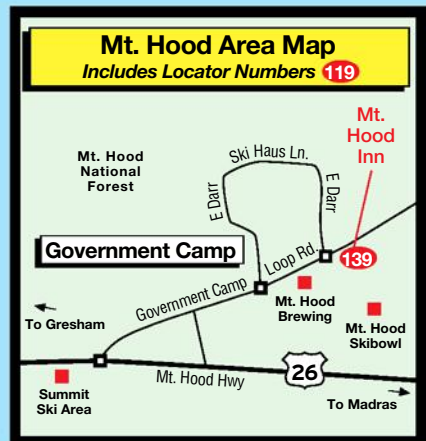 Mt. Hood Area Map
Includes Locator Numbers 119
Mt.
Hood
Inn
Mt. Hood
National
Forest
Ski Haus Ln.
E Darr
E Darr
Government Camp
Loop Rd.
139
Government Camp
Mt. Hood
Brewing
To Gresham
Mt. Hood
Skibowl
26
Mt. Hood Hwy
Summit
Ski Area
To Madras